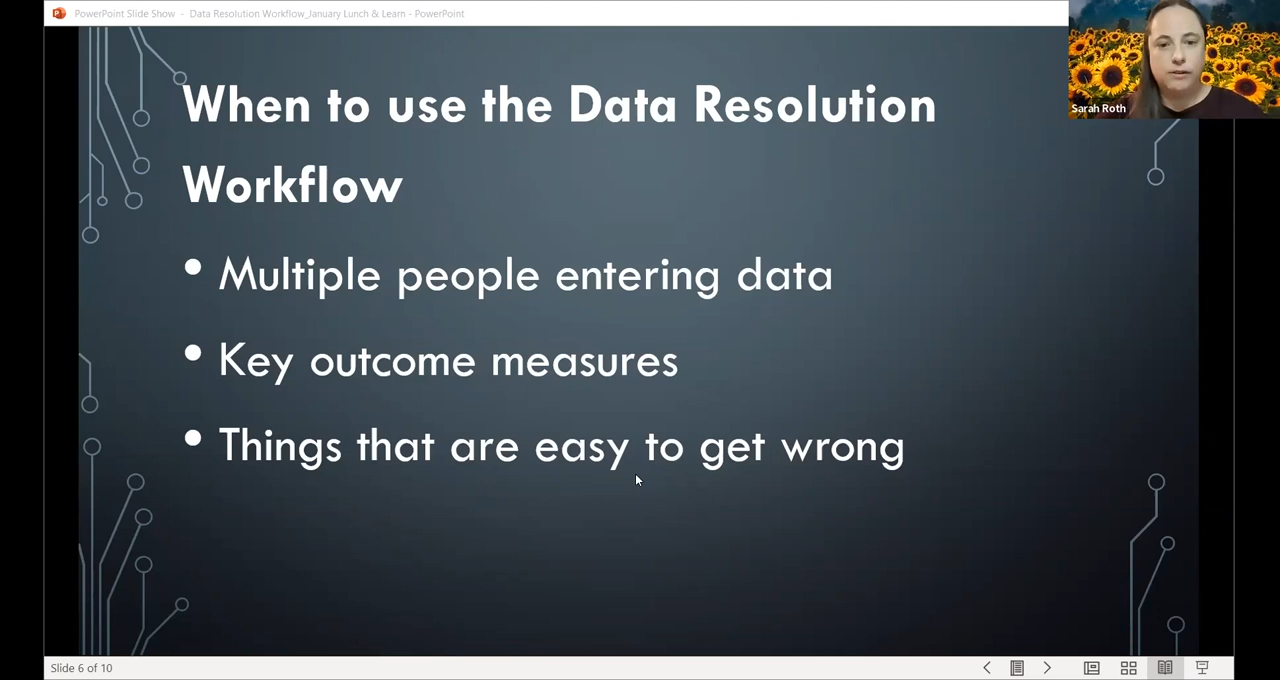 PowerPoint Slide Show - Data Resolution Workflow_January Lunch & Learn - PowerPoint
Sarah Roth
When to use the Data Resolution
Workflow
• Multiple people entering data
• Key outcome measures
• Things that are easy to get wrong
Slide 6 of 10